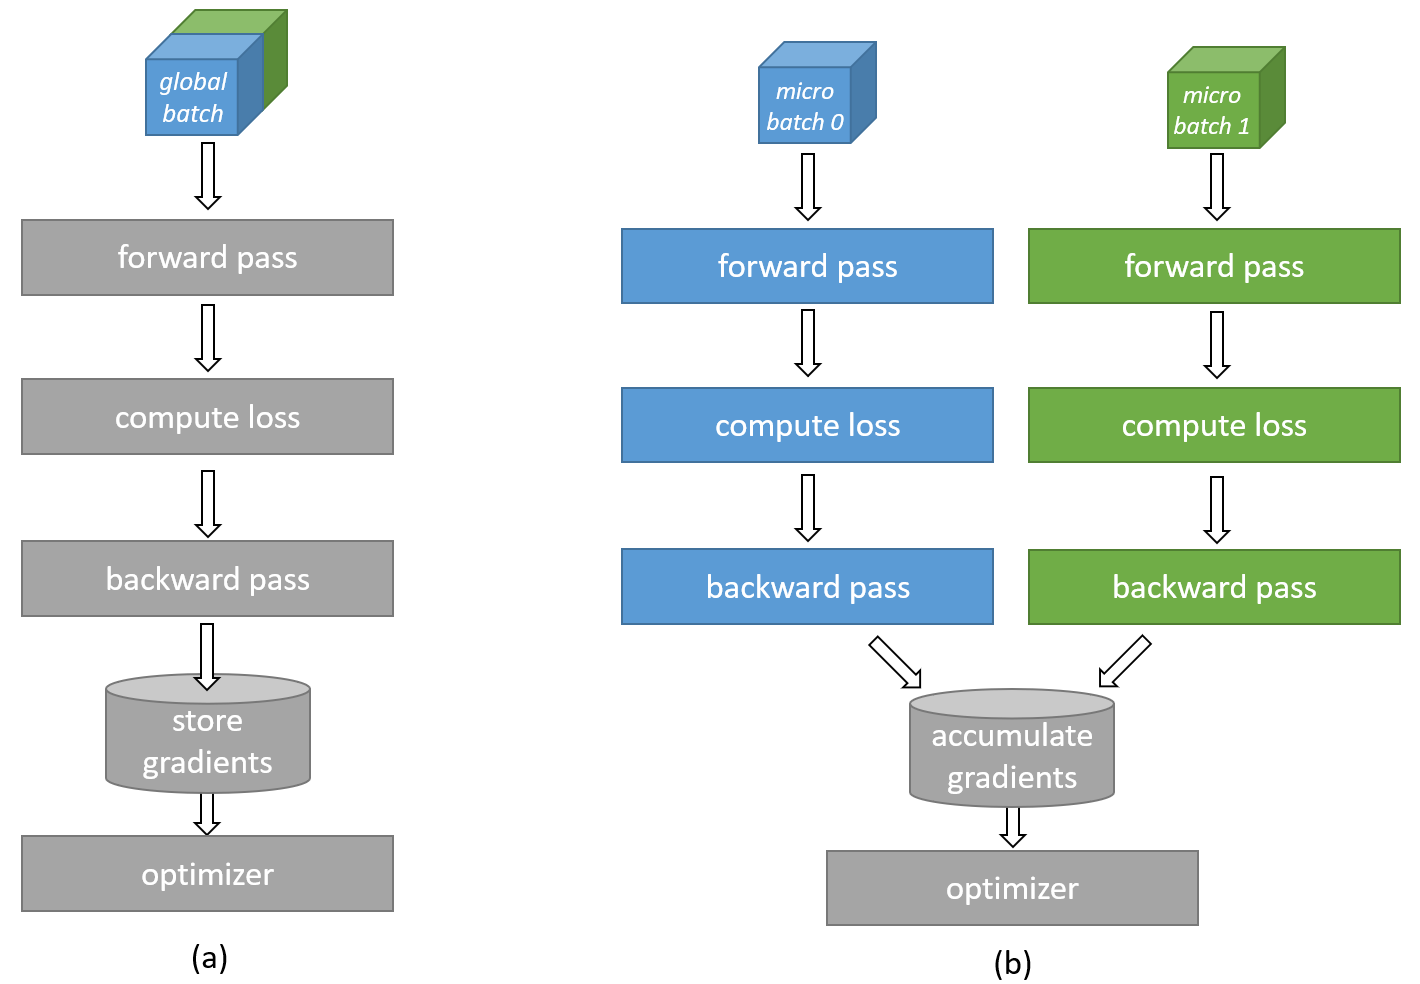 global
batch
forward pass
compute loss
backward pass
store
gradients
optimizer
(a)
micro
batch 0
forward pass
compute loss
backward pass
micro
batch 1
forward pass
compute loss
backward pass
accumulate
gradients
optimizer
(b)